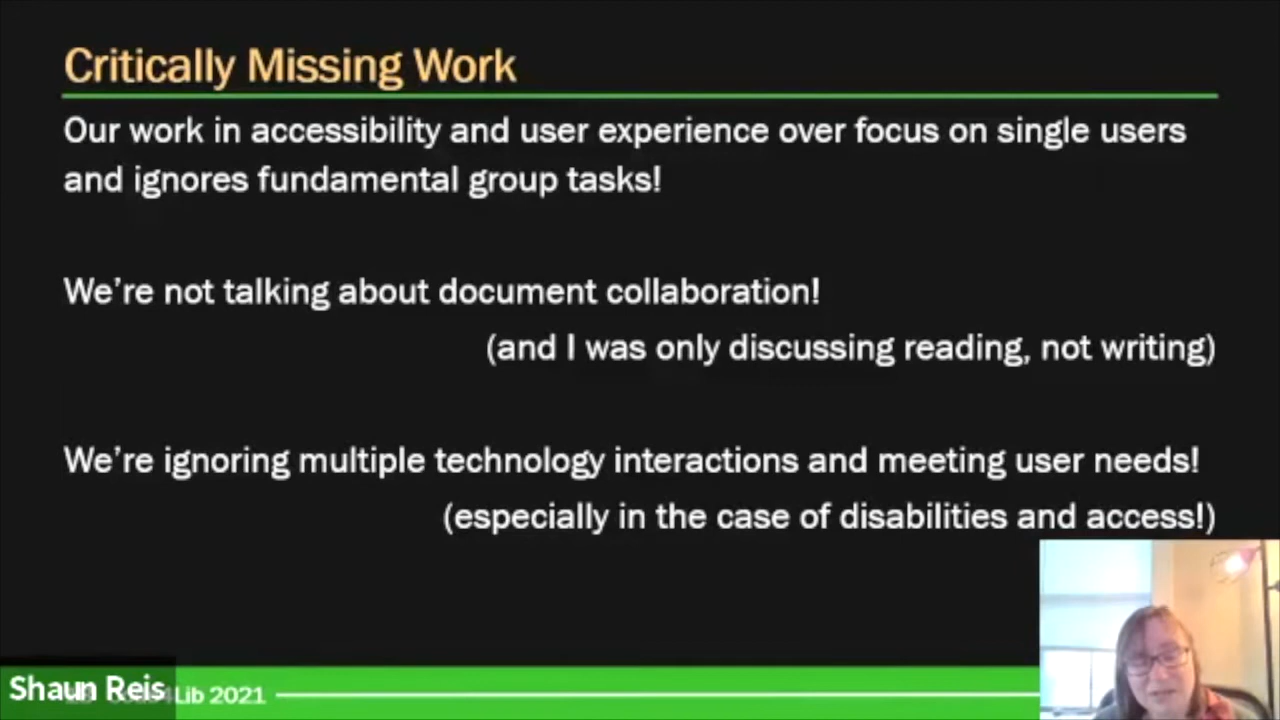 Critically Missing Work
Our work in accessibility and user experience over focus on single users
and ignores fundamental group tasks!
We're not talking about document collaboration!
(and I was only discussing reading, not writing)
We're ignoring multiple technology interactions and meeting user needs!
(especially in the case of disabilities and access!)
Shaun Reis
4Lib 2021